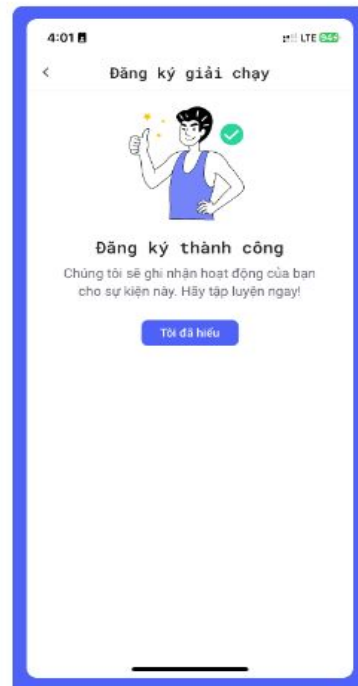 4:01
LTE 94
Đăng ký giải chạy
Đăng ký thành công
Chúng tôi sẽ ghi nhận hoạt động của bạn
cho sự kiện này. Hãy tập luyện ngay!
Tôi đã hiểu